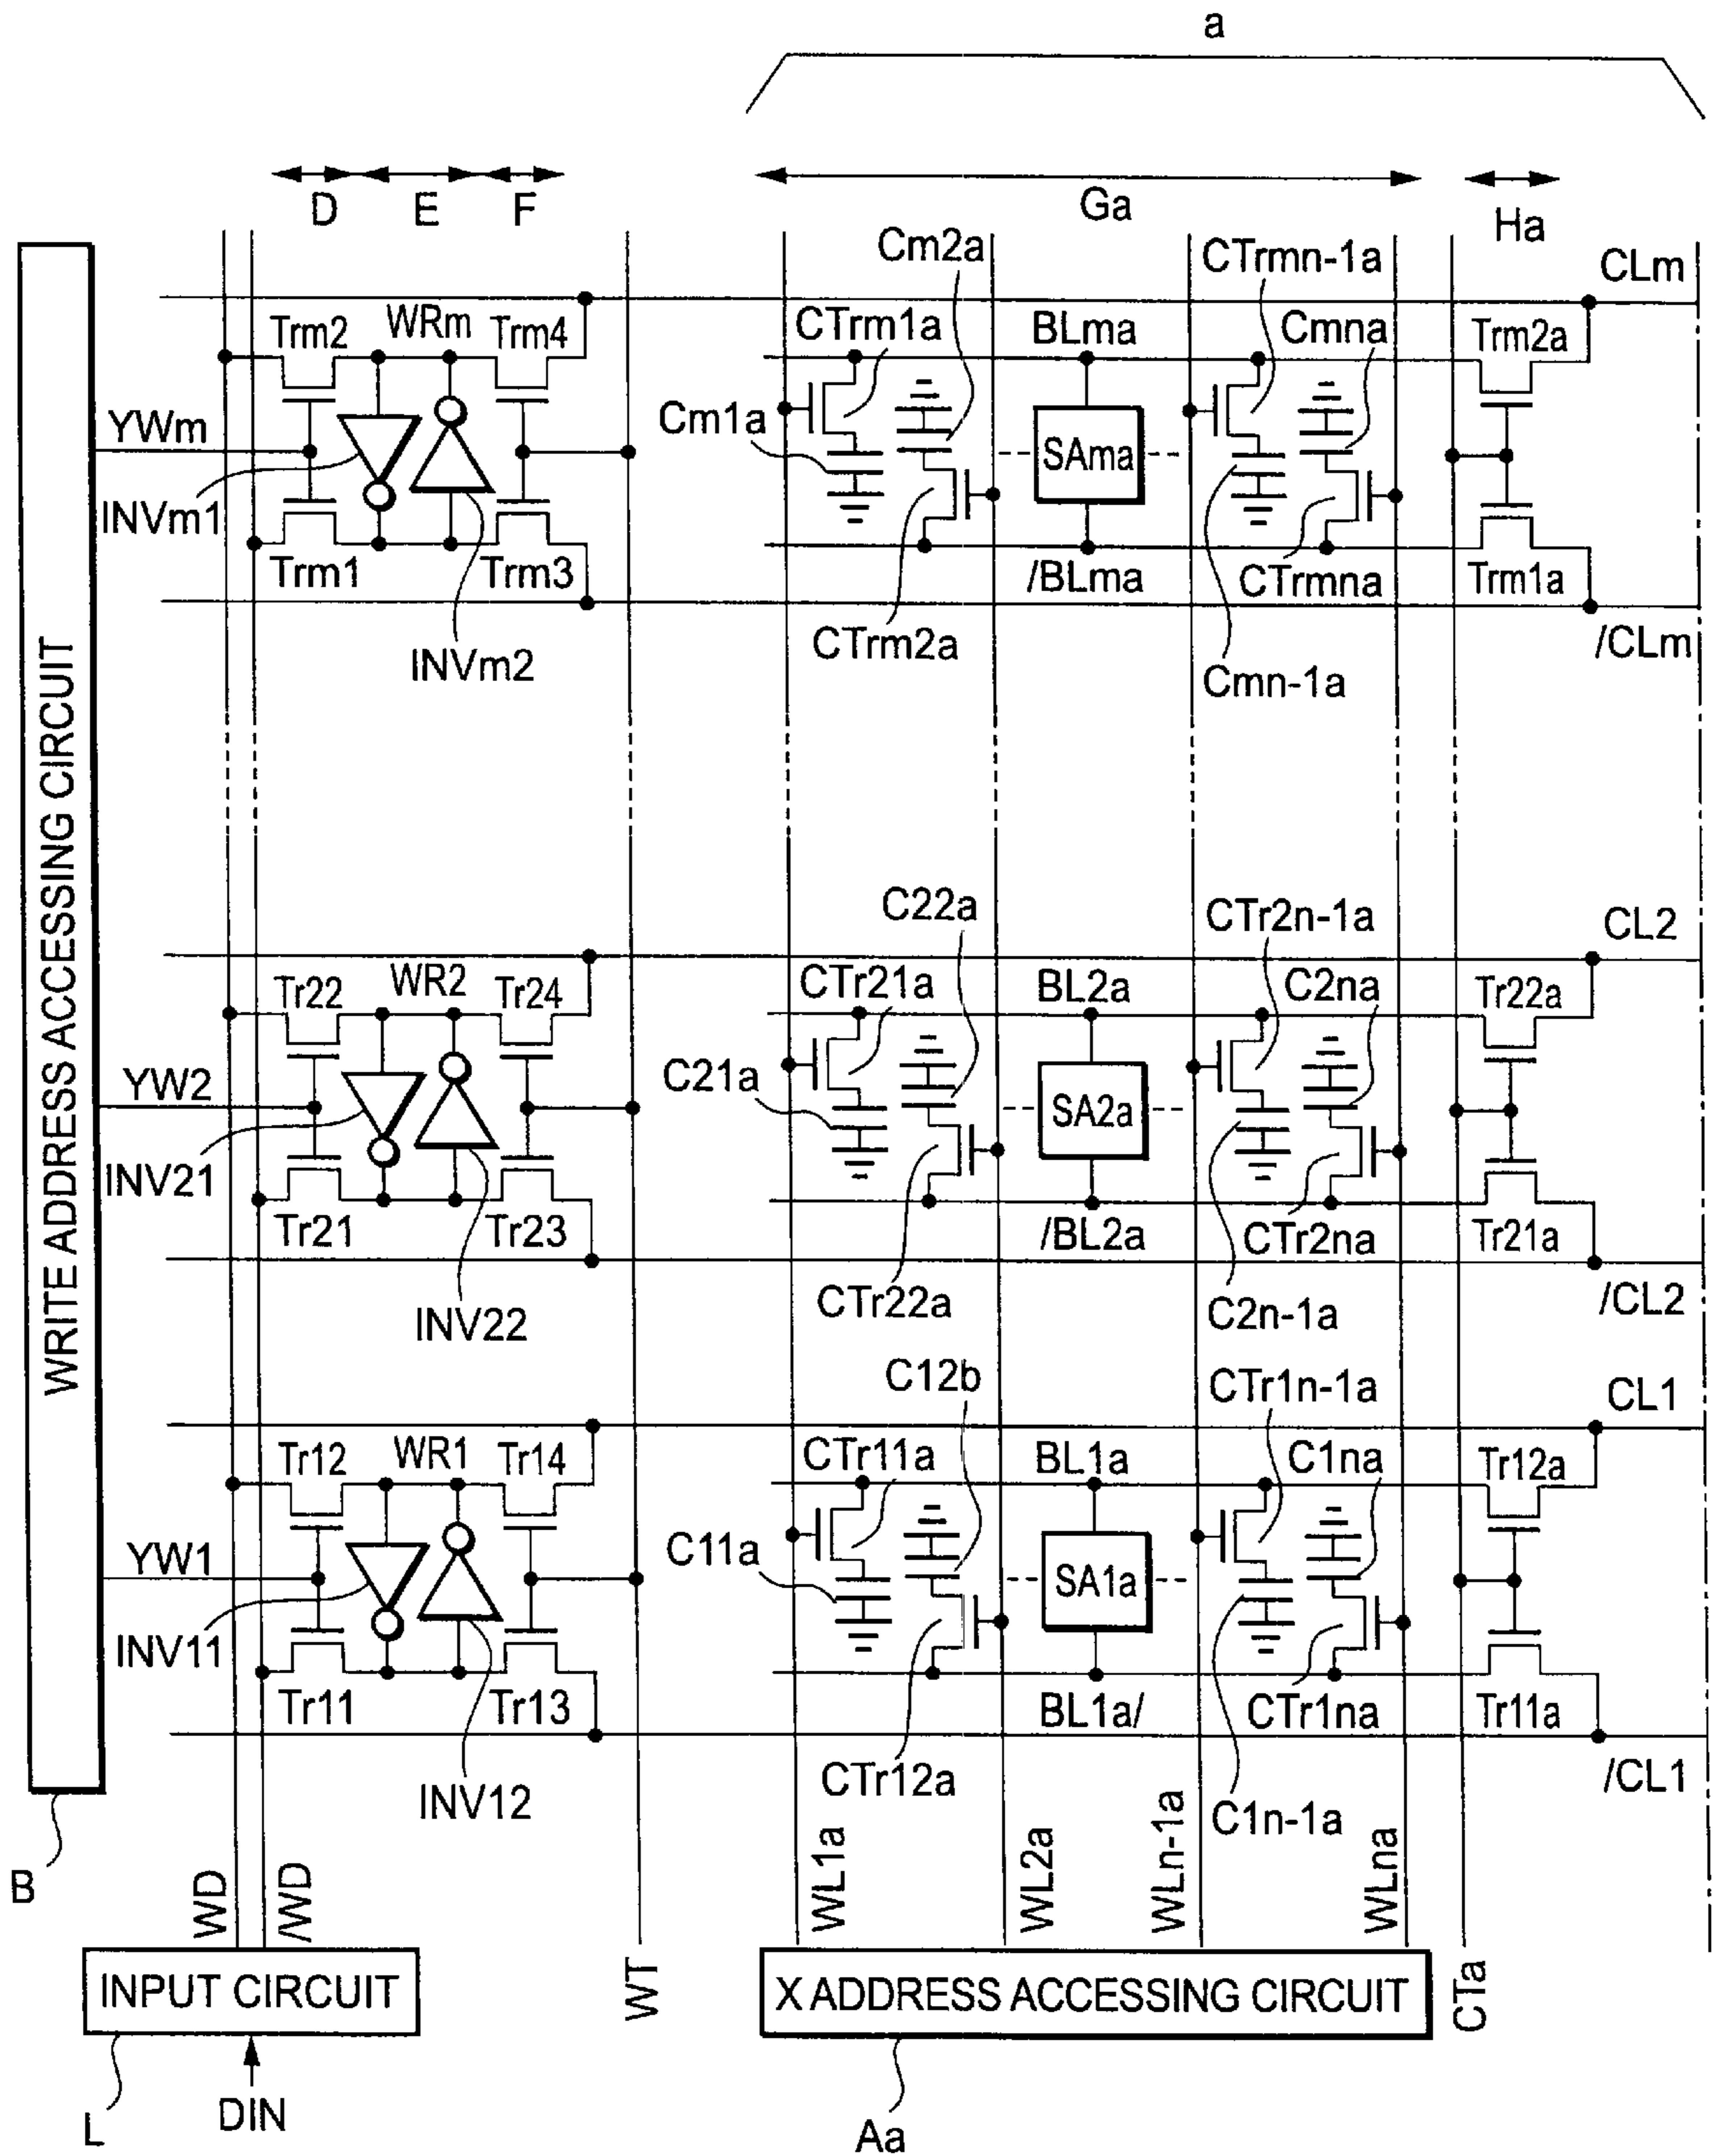 a
D E F Ga Ha
Cm2a CTrmn-1a CLm
Trm2 WRm Trm4 CTrm1a BLma Cmna Trm2a
YWm Cm1a SAma
INVm1
Trm1 Trm3 /BLma CTrmna Trm1a
INVm2 CTrm2a Cmn-1a /CLm
WRITE ADDRESS ACCESSING CIRCUIT
C22a CTr2n-1a CL2
Tr22 WR2 Tr24 CTr21a BL2a C2na Tr22a
YW2 C21a SA2a
INV21
Tr21 Tr23 /BL2a CTr2na Tr21a
INV22 CTr22a C2n-1a /CL2
C12b CTr1n-1a CL1
Tr12 WR1 Tr14 CTr11a BL1a C1na Tr12a
YW1 C11a SA1a
INV11
Tr11 Tr13 BL1a/ CTr1na Tr11a
INV12 CTr12a C1n-1a /CL1
B WD /WD WT WL1a WL2a WLn-1a WLna CTa
INPUT CIRCUIT X ADDRESS ACCESSING CIRCUIT
L DIN Aa